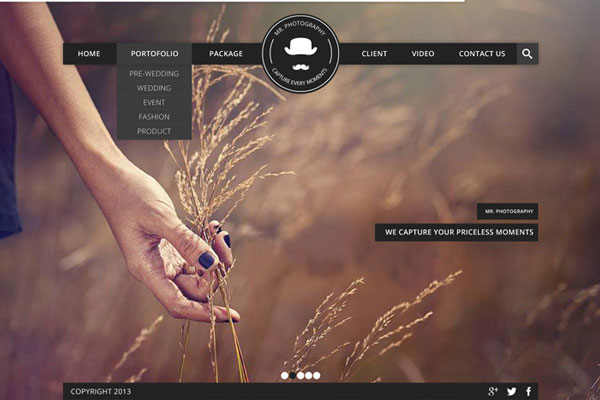 HOME
PORTOFOLIO
PACKAGE
MR. PHOTOGRAPHY
CAPTURE EVERY MOMENTS
CLIENT
VIDEO
CONTACT US
PRE-WEDDING
WEDDING
EVENT
FASHION
PRODUCT
MR. PHOTOGRAPHY
WE CAPTURE YOUR PRICELESS MOMENTS
COPYRIGHT 2013
g+
f